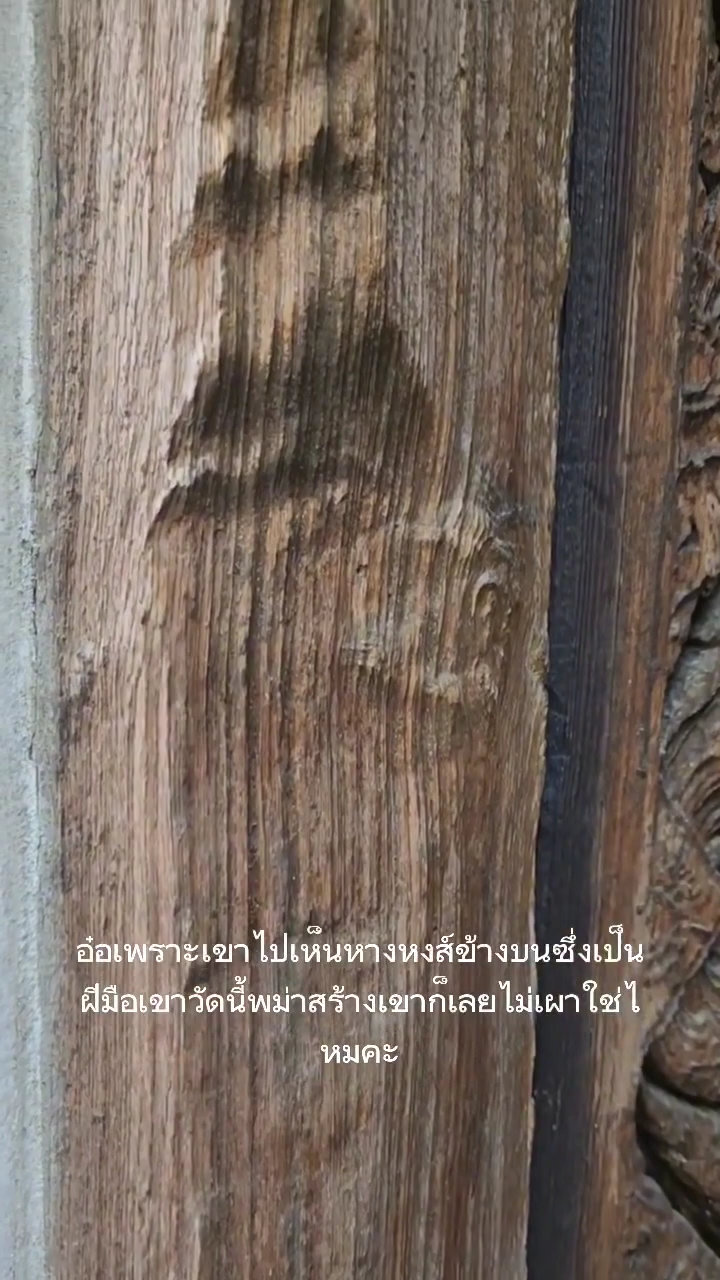 อ๋อเพราะเขาไปเห็นหางหงส์ข้างบนซึ่งเป็น
ฝีมือเขาวัดนี้พม่าสร้างเขาก็เลยไม่เผาใช่ไ
หมคะ